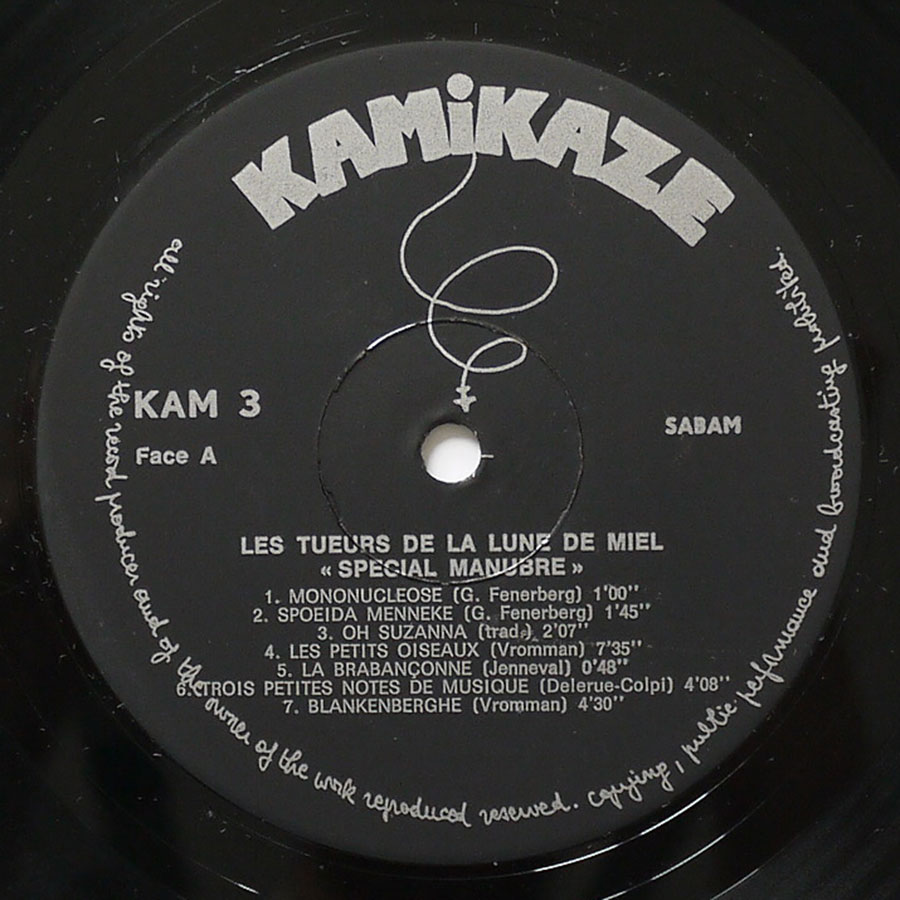 KAMiKAZE
KAM 3
Face A
SABAM
LES TUEURS DE LA LUNE DE MIEL
« SPECIAL MANUBRE »
1. MONONUCLEOSE (G. Fenerberg) 1'00"
2. SPOEIDA MENNEKE (G. Fenerberg) 1'45"
3. OH SUZANNA (trad.) 2'07"
4. LES PETITS OISEAUX (Vromman) 7'35"
5. LA BRABANÇONNE (Jenneval) 0'48"
6. TROIS PETITES NOTES DE MUSIQUE (Delerue-Colpi) 4'08"
7. BLANKENBERGHE (Vromman) 4'30"
all rights of the record producer and of the owner of the work reproduced reserved. copying, public performance and broadcasting prohibited.